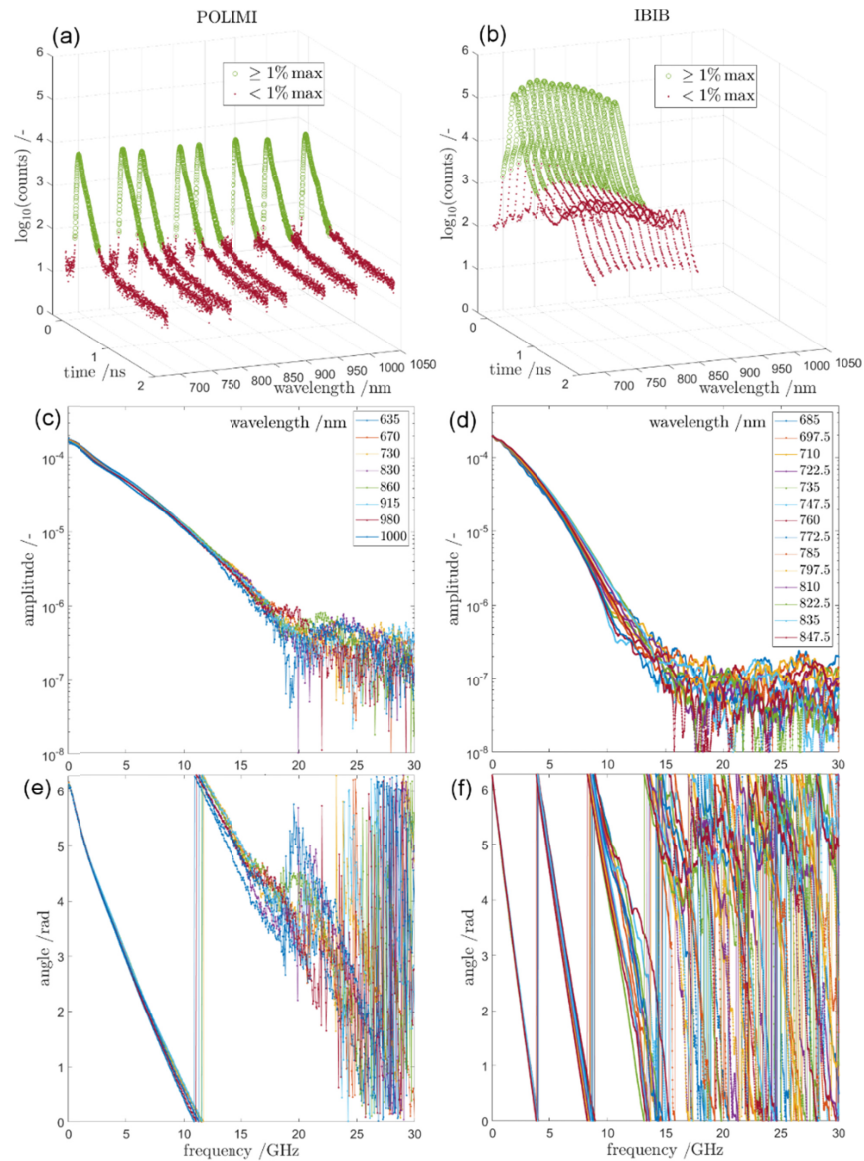 POLIMI
IBIB
(a)
6
5
4
3
2
1
0
log10(counts) /-
≥ 1% max
< 1% max
0
1
2
time /ns
700
750
800
850
900
950
1000
1050
wavelength /nm
(b)
6
5
4
3
2
1
0
log10(counts) /-
≥ 1% max
< 1% max
0
1
2
time /ns
700
750
800
850
900
950
1000
1050
wavelength /nm
(c)
wavelength /nm
635
670
730
830
860
915
980
1000
10-4
10-5
10-6
10-7
10-8
amplitude /-
0 5 10 15 20 25 30
(d)
wavelength /nm
685
697.5
710
722.5
735
747.5
760
772.5
785
797.5
810
822.5
835
847.5
10-4
10-5
10-6
10-7
10-8
amplitude /-
0 5 10 15 20 25 30
(e)
6
5
4
3
2
1
0
angle /rad
0 5 10 15 20 25 30
frequency /GHz
(f)
6
5
4
3
2
1
0
angle /rad
0 5 10 15 20 25 30
frequency /GHz